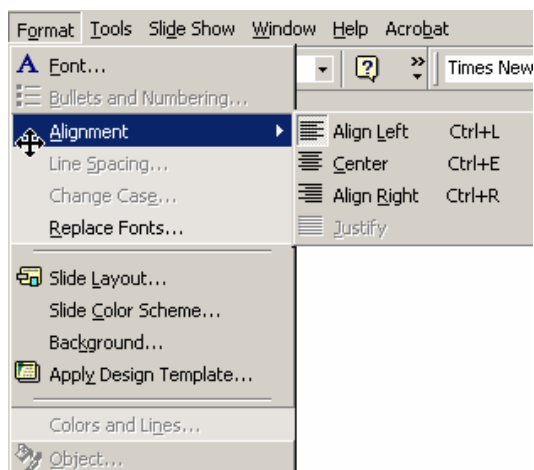 Format Tools Slide Show Window Help Acrobat
Font...
Times New
Bullets and Numbering...
Alignment
Align Left Ctrl+L
Line Spacing...
Center Ctrl+E
Change Case...
Align Right Ctrl+R
Replace Fonts...
Justify
Slide Layout...
Slide Color Scheme...
Background...
Apply Design Template...
Colors and Lines...
Object...